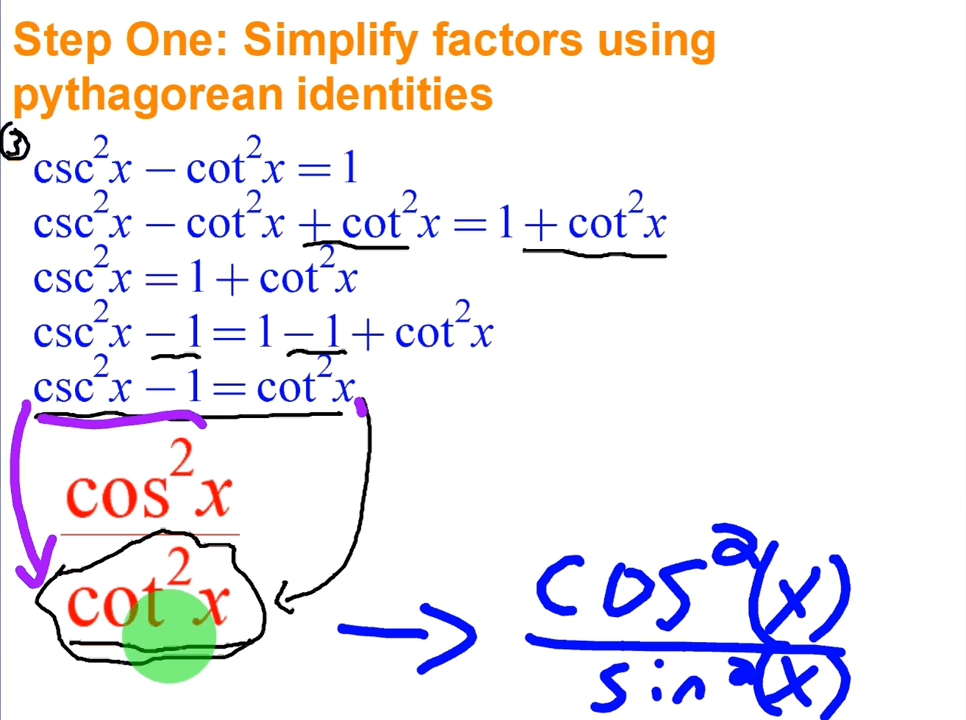 Step One: Simplify factors using
pythagorean identities
③
csc²x − cot²x = 1
csc²x − cot²x + cot²x = 1 + cot²x
csc²x = 1 + cot²x
csc²x − 1 = 1 − 1 + cot²x
csc²x − 1 = cot²x
cos²x
cot²x
cos²(x)
sin²(x)